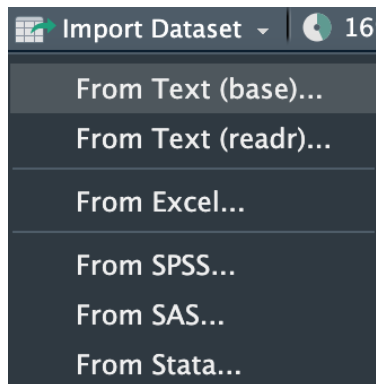 Import Dataset 16
From Text (base)...
From Text (readr)...
From Excel...
From SPSS...
From SAS...
From Stata...